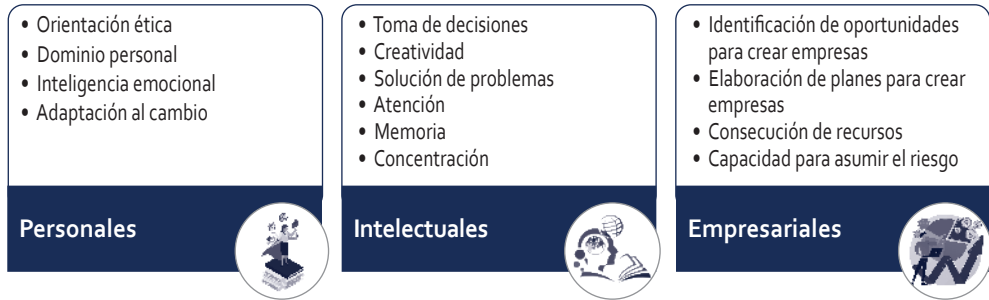 • Orientación ética
• Dominio personal
• Inteligencia emocional
• Adaptación al cambio
Personales
• Toma de decisiones
• Creatividad
• Solución de problemas
• Atención
• Memoria
• Concentración
Intelectuales
• Identificación de oportunidades
para crear empresas
• Elaboración de planes para crear
empresas
• Consecución de recursos
• Capacidad para asumir el riesgo
Empresariales